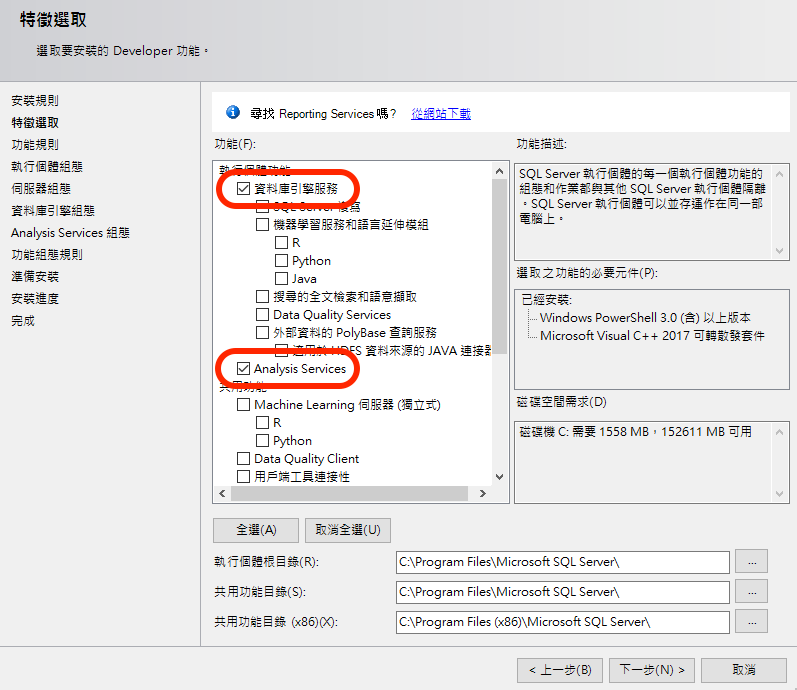 特徵選取
選取要安裝的 Developer 功能。
安裝規則
特徵選取
功能規則
執行個體組態
伺服器組態
資料庫引擎組態
Analysis Services 組態
功能組態規則
準備安裝
安裝進度
完成
尋找 Reporting Services 嗎? 從網站下載
功能(F):
執行個體功能
資料庫引擎服務
SQL Server 複寫
機器學習服務和語言延伸模組
R
Python
Java
搜尋的全文檢索和語意擷取
Data Quality Services
外部資料的 PolyBase 查詢服務
適用於 HDFS 資料來源的 JAVA 連接器
Analysis Services
共用功能
Machine Learning 伺服器 (獨立式)
R
Python
Data Quality Client
用戶端工具連接性
功能描述:
SQL Server 執行個體的每一個執行個體功能的
組態和作業都與其他 SQL Server 執行個體隔離
。SQL Server 執行個體可以並存運作在同一部
電腦上。
選取之功能的必要元件(P):
已經安裝:
Windows PowerShell 3.0 (含) 以上版本
Microsoft Visual C++ 2017 可轉散發套件
磁碟空間需求(D)
磁碟機 C: 需要 1558 MB，152611 MB 可用
全選(A)
取消全選(U)
執行個體根目錄(R):
C:\Program Files\Microsoft SQL Server\
...
共用功能目錄(S):
C:\Program Files\Microsoft SQL Server\
...
共用功能目錄 (x86)(X):
C:\Program Files (x86)\Microsoft SQL Server\
...
< 上一步(B)
下一步(N) >
取消